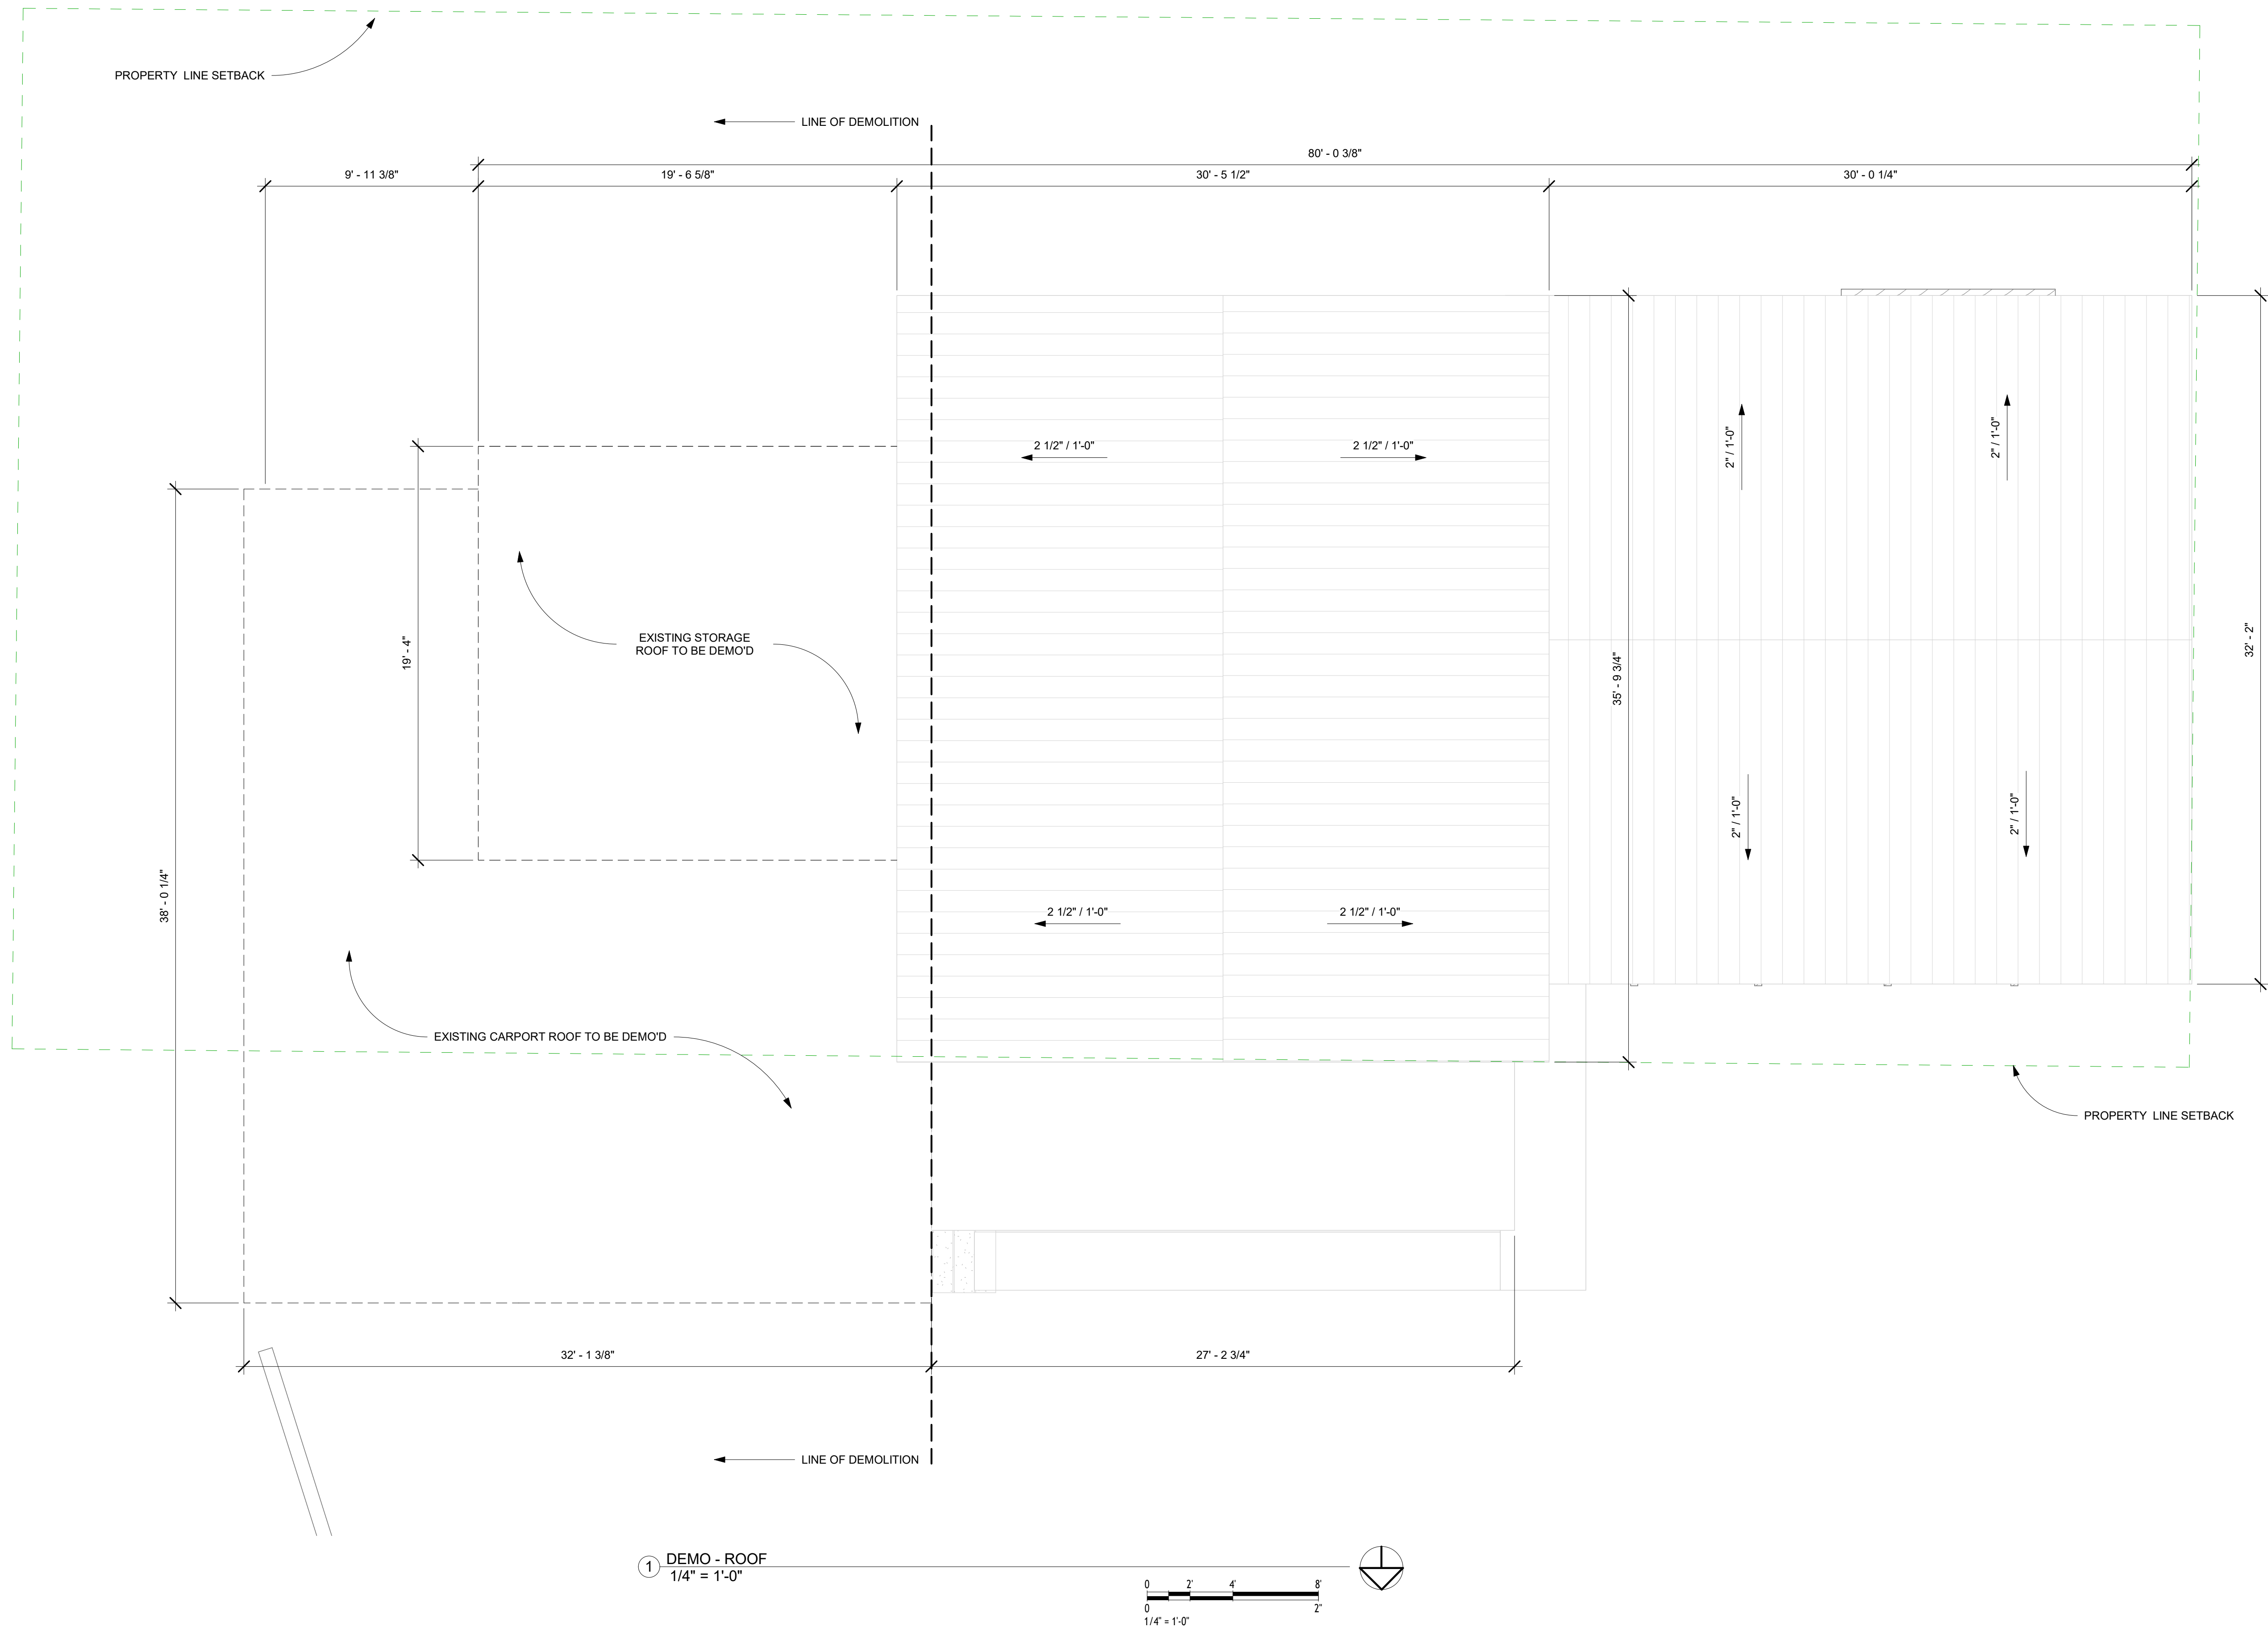 PROPERTY LINE SETBACK
LINE OF DEMOLITION
80' - 0 3/8"
9' - 11 3/8"
19' - 6 5/8"
30' - 5 1/2"
30' - 0 1/4"
2 1/2" / 1'-0"
2 1/2" / 1'-0"
2" / 1'-0"
2" / 1'-0"
EXISTING STORAGE
ROOF TO BE DEMO'D
19' - 4"
35' - 9 3/4"
32' - 2"
2" / 1'-0"
2" / 1'-0"
38' - 0 1/4"
2 1/2" / 1'-0"
2 1/2" / 1'-0"
EXISTING CARPORT ROOF TO BE DEMO'D
PROPERTY LINE SETBACK
32' - 1 3/8"
27' - 2 3/4"
LINE OF DEMOLITION
1
DEMO - ROOF
1/4" = 1'-0"
0 2' 4' 8'
0 2"
1/4" = 1'-0"